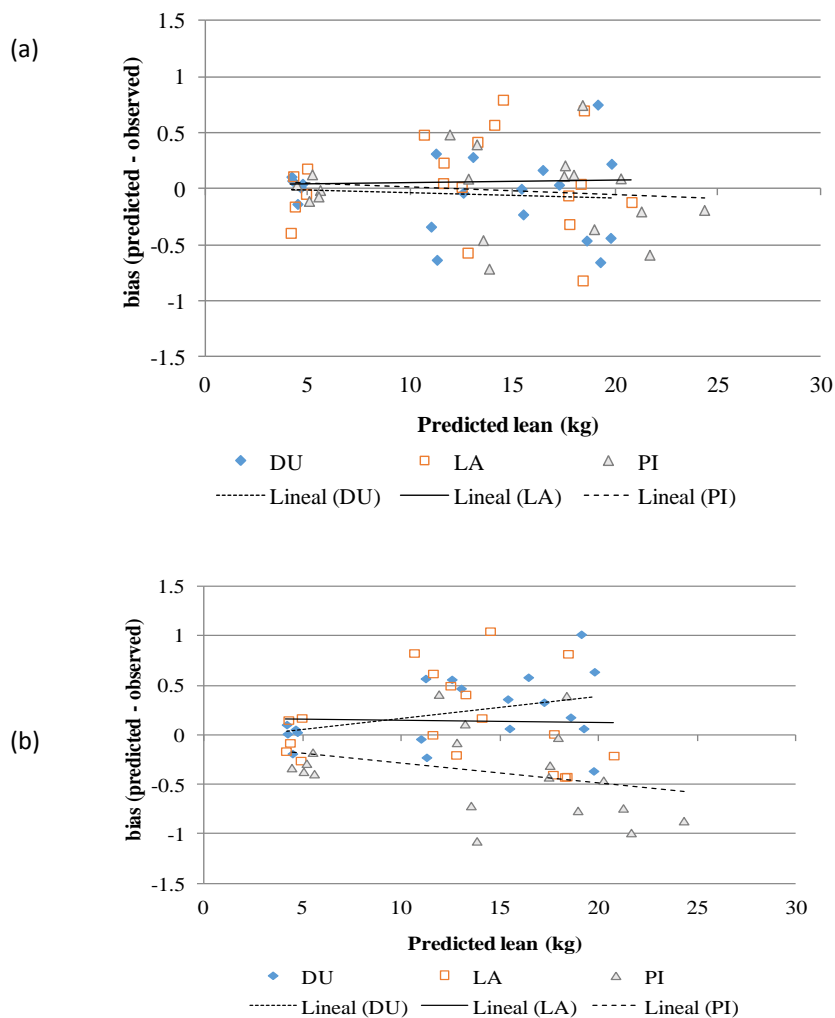 (a)
1.5
1
0.5
0
-0.5
-1
-1.5
bias (predicted - observed)
0 5 10 15 20 25 30
Predicted lean (kg)
DU LA PI
Lineal (DU) Lineal (LA) Lineal (PI)
(b)
1.5
1
0.5
0
-0.5
-1
-1.5
bias (predicted - observed)
0 5 10 15 20 25 30
Predicted lean (kg)
DU LA PI
Lineal (DU) Lineal (LA) Lineal (PI)